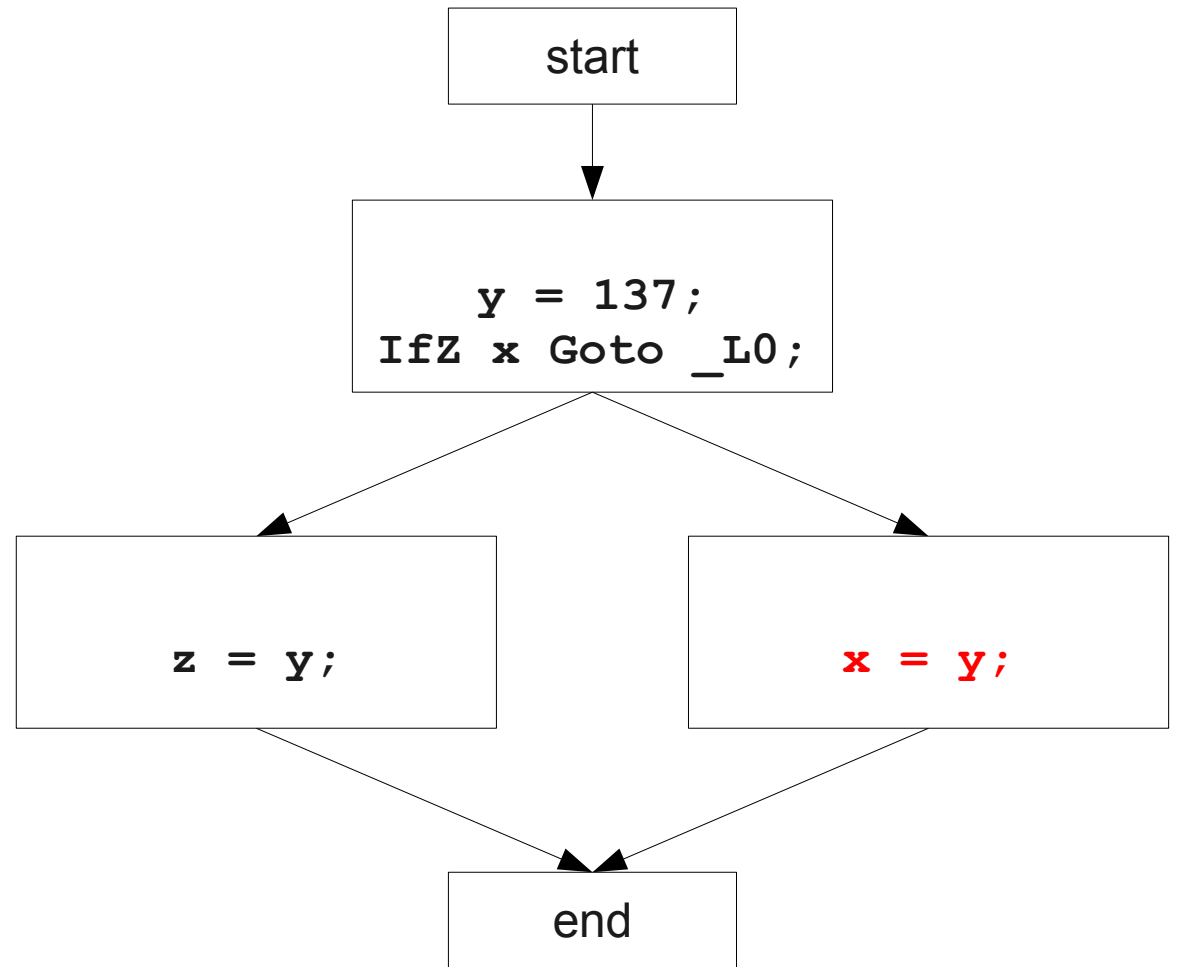 start
y = 137;
IfZ x Goto _L0;
z = y;
x = y;
end